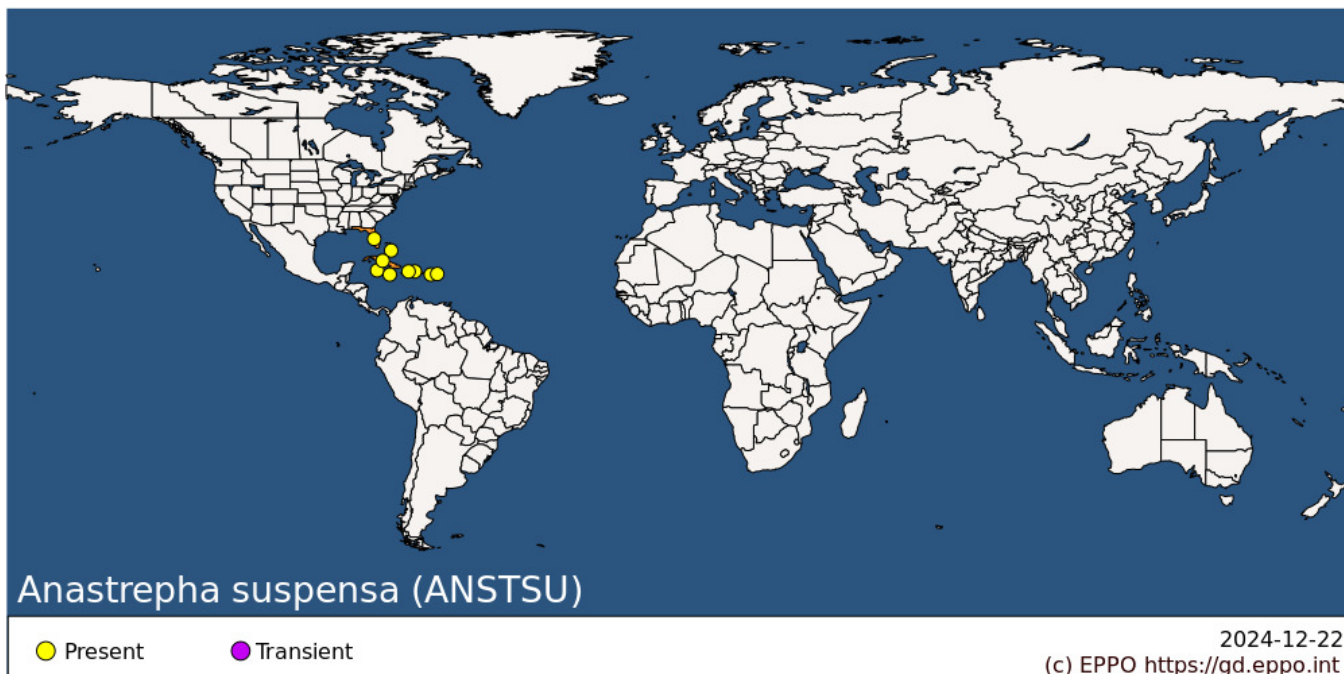 Anastrepha suspensa (ANSTSU)
Present
Transient
2024-12-22
(c) EPPO https://gd.eppo.int